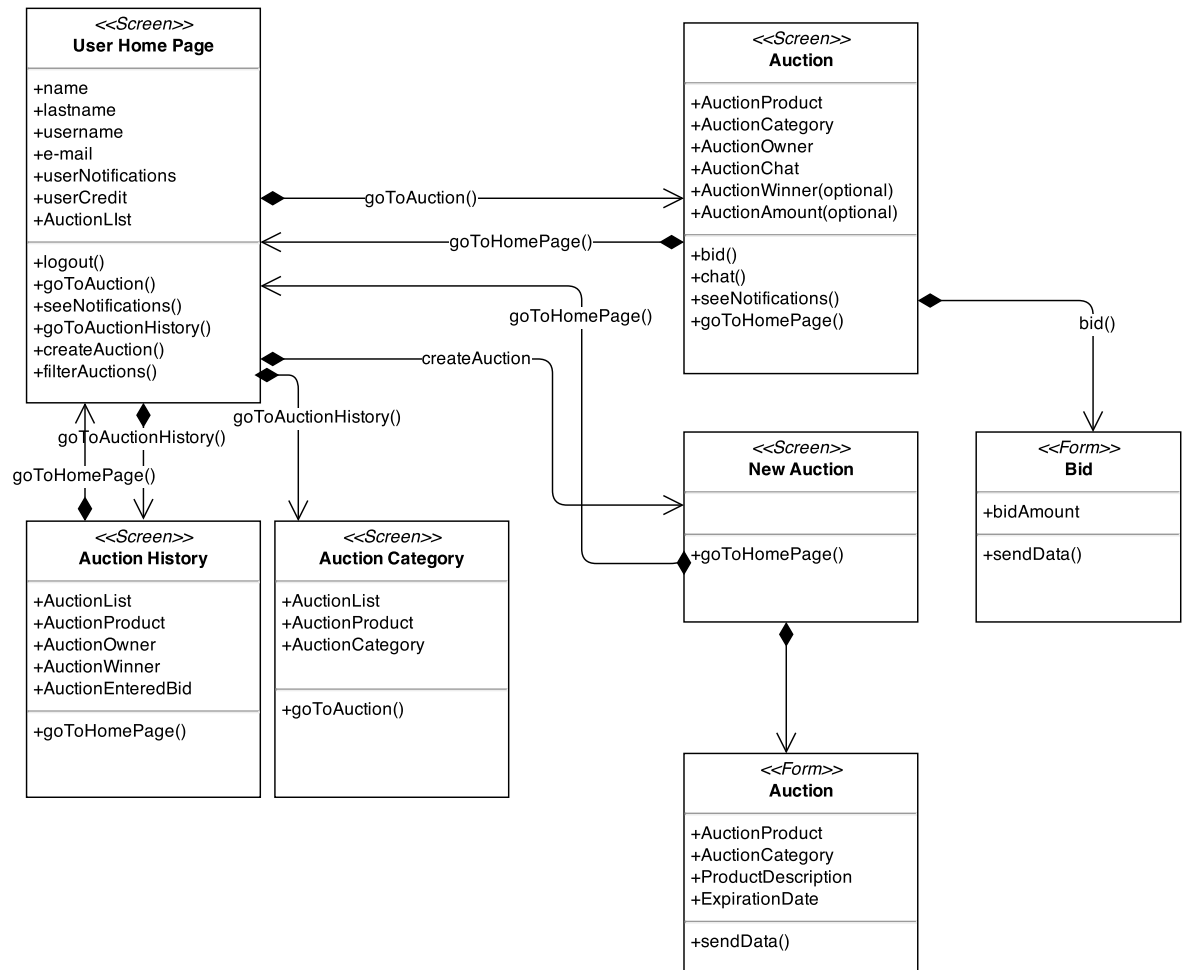 <<Screen>>
User Home Page
+name
+lastname
+username
+e-mail
+userNotifications
+userCredit
+AuctionLIst
+logout()
+goToAuction()
+seeNotifications()
+goToAuctionHistory()
+createAuction()
+filterAuctions()
<<Screen>>
Auction
+AuctionProduct
+AuctionCategory
+AuctionOwner
+AuctionChat
+AuctionWinner(optional)
+AuctionAmount(optional)
+bid()
+chat()
+seeNotifications()
+goToHomePage()
goToAuction()
goToHomePage()
goToHomePage()
createAuction
bid()
goToAuctionHistory()
goToAuctionHistory()
goToHomePage()
<<Screen>>
New Auction
+goToHomePage()
<<Form>>
Bid
+bidAmount
+sendData()
<<Screen>>
Auction History
+AuctionList
+AuctionProduct
+AuctionOwner
+AuctionWinner
+AuctionEnteredBid
+goToHomePage()
<<Screen>>
Auction Category
+AuctionList
+AuctionProduct
+AuctionCategory
+goToAuction()
<<Form>>
Auction
+AuctionProduct
+AuctionCategory
+ProductDescription
+ExpirationDate
+sendData()